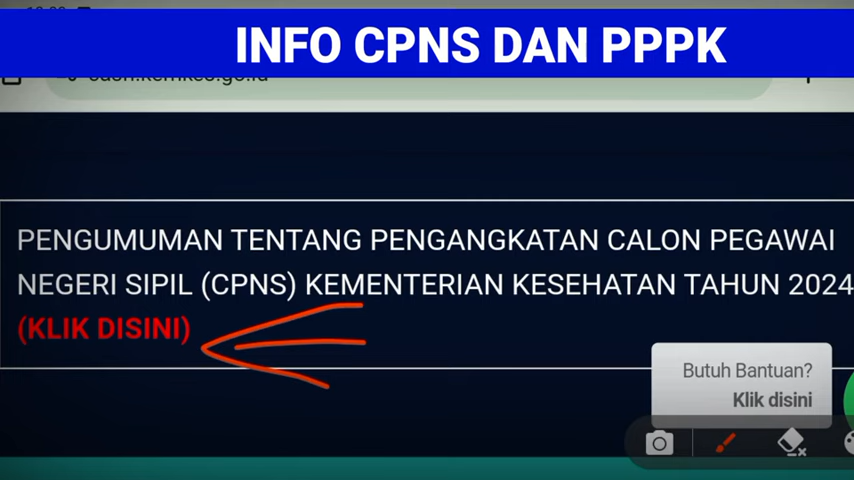 INFO CPNS DAN PPPK
PENGUMUMAN TENTANG PENGANGKATAN CALON PEGAWAI
NEGERI SIPIL (CPNS) KEMENTERIAN KESEHATAN TAHUN 2024
(KLIK DISINI)
Butuh Bantuan?
Klik disini